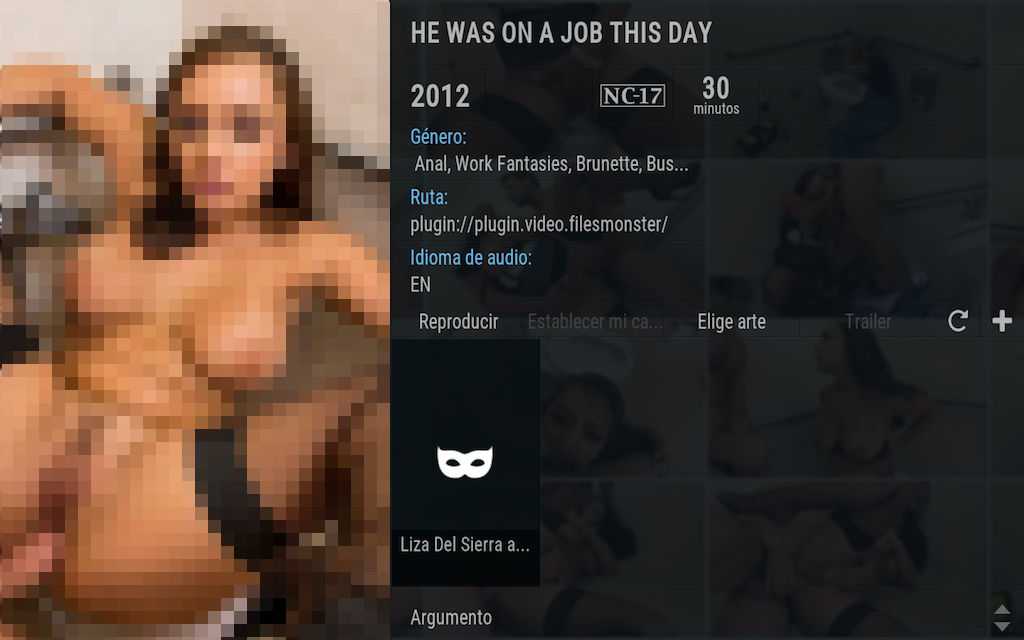 HE WAS ON A JOB THIS DAY
2012
NC-17
30
minutos
Género:
Anal, Work Fantasies, Brunette, Bus...
Ruta:
plugin://plugin.video.filesmonster/
Idioma de audio:
EN
Reproducir
Establecer mi ca...
Elige arte
Trailer
Liza Del Sierra a...
Argumento